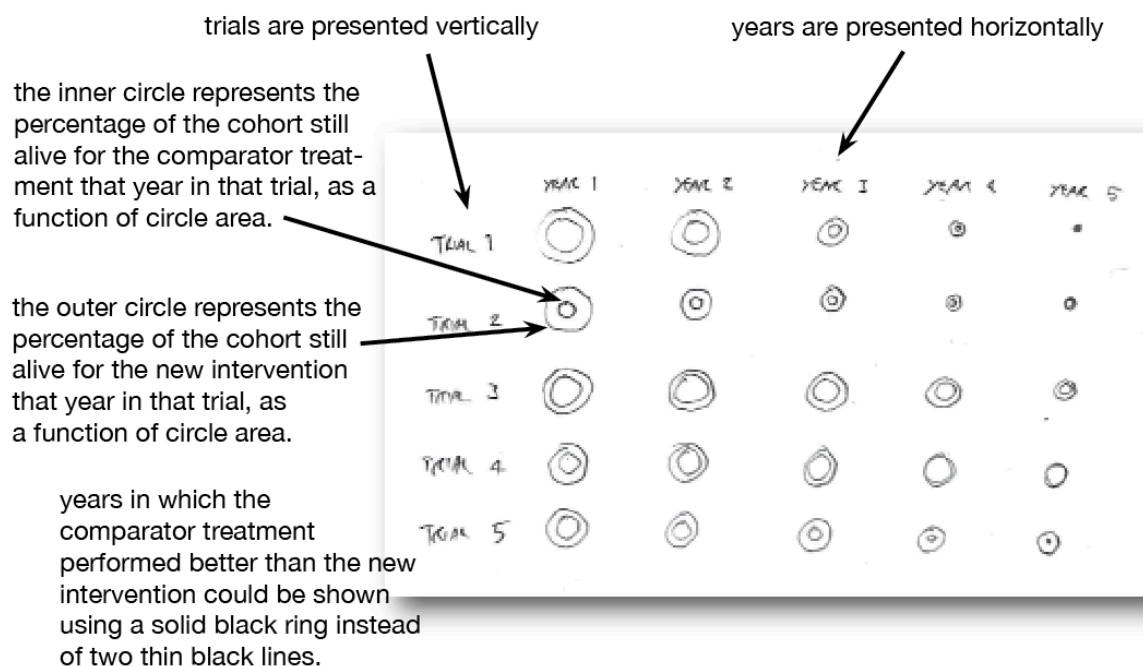 trials are presented vertically
years are presented horizontally
the inner circle represents the
percentage of the cohort still
alive for the comparator treat-
ment that year in that trial, as a
function of circle area.
the outer circle represents the
percentage of the cohort still
alive for the new intervention
that year in that trial, as
a function of circle area.
years in which the
comparator treatment
performed better than the new
intervention could be shown
using a solid black ring instead
of two thin black lines.
YEAR 1 YEAR 2 YEAR 3 YEAR 4 YEAR 5
TRIAL 1
TRIAL 2
TRIAL 3
TRIAL 4
TRIAL 5